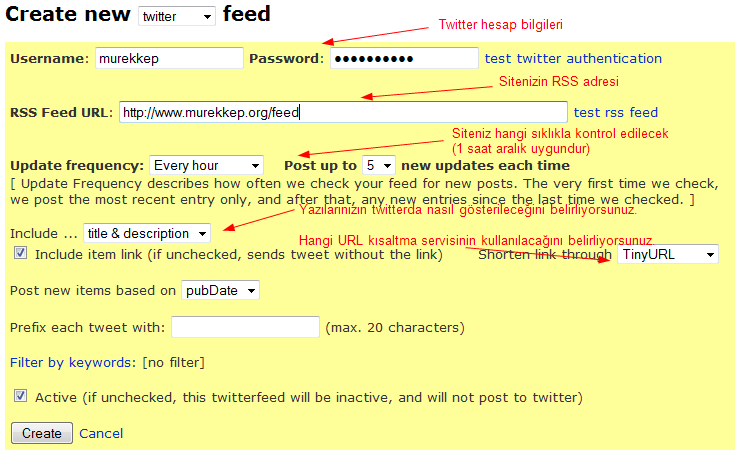 Create new twitter feed
Twitter hesap bilgileri
Username: murekkep Password: ●●●●●●●●●● test twitter authentication
Sitenizin RSS adresi
RSS Feed URL: http://www.murekkep.org/feed test rss feed
Siteniz hangi sıklıkla kontrol edilecek
(1 saat aralık uygundur)
Update frequency: Every hour Post up to 5 new updates each time
[ Update Frequency describes how often we check your feed for new posts. The very first time we check,
we post the most recent entry only, and after that, any new entries since the last time we checked. ]
Yazılarınızın twitterda nasıl gösterileceğini belirliyorsunuz.
Include ... title & description
Hangi URL kısaltma servisinin kullanılacağını belirliyorsunuz.
Include item link (if unchecked, sends tweet without the link) Shorten link through TinyURL
Post new items based on pubDate
Prefix each tweet with: (max. 20 characters)
Filter by keywords: [no filter]
Active (if unchecked, this twitterfeed will be inactive, and will not post to twitter)
Create Cancel